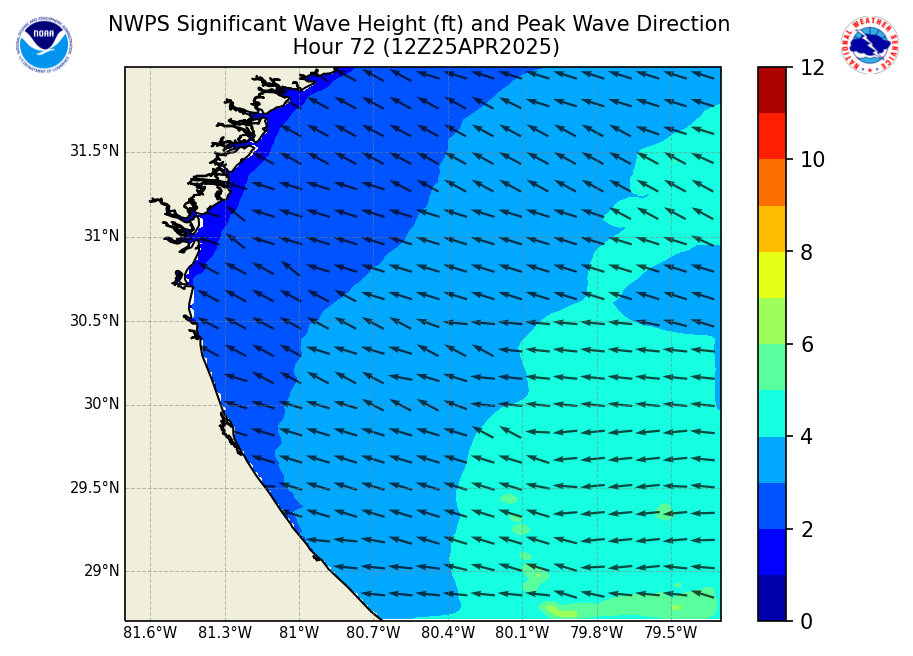 NWPS Significant Wave Height (ft) and Peak Wave Direction
Hour 72 (12Z25APR2025)
NOAA
NATIONAL WEATHER SERVICE
31.5°N
31°N
30.5°N
30°N
29.5°N
29°N
81.6°W 81.3°W 81°W 80.7°W 80.4°W 80.1°W 79.8°W 79.5°W
12
10
8
6
4
2
0